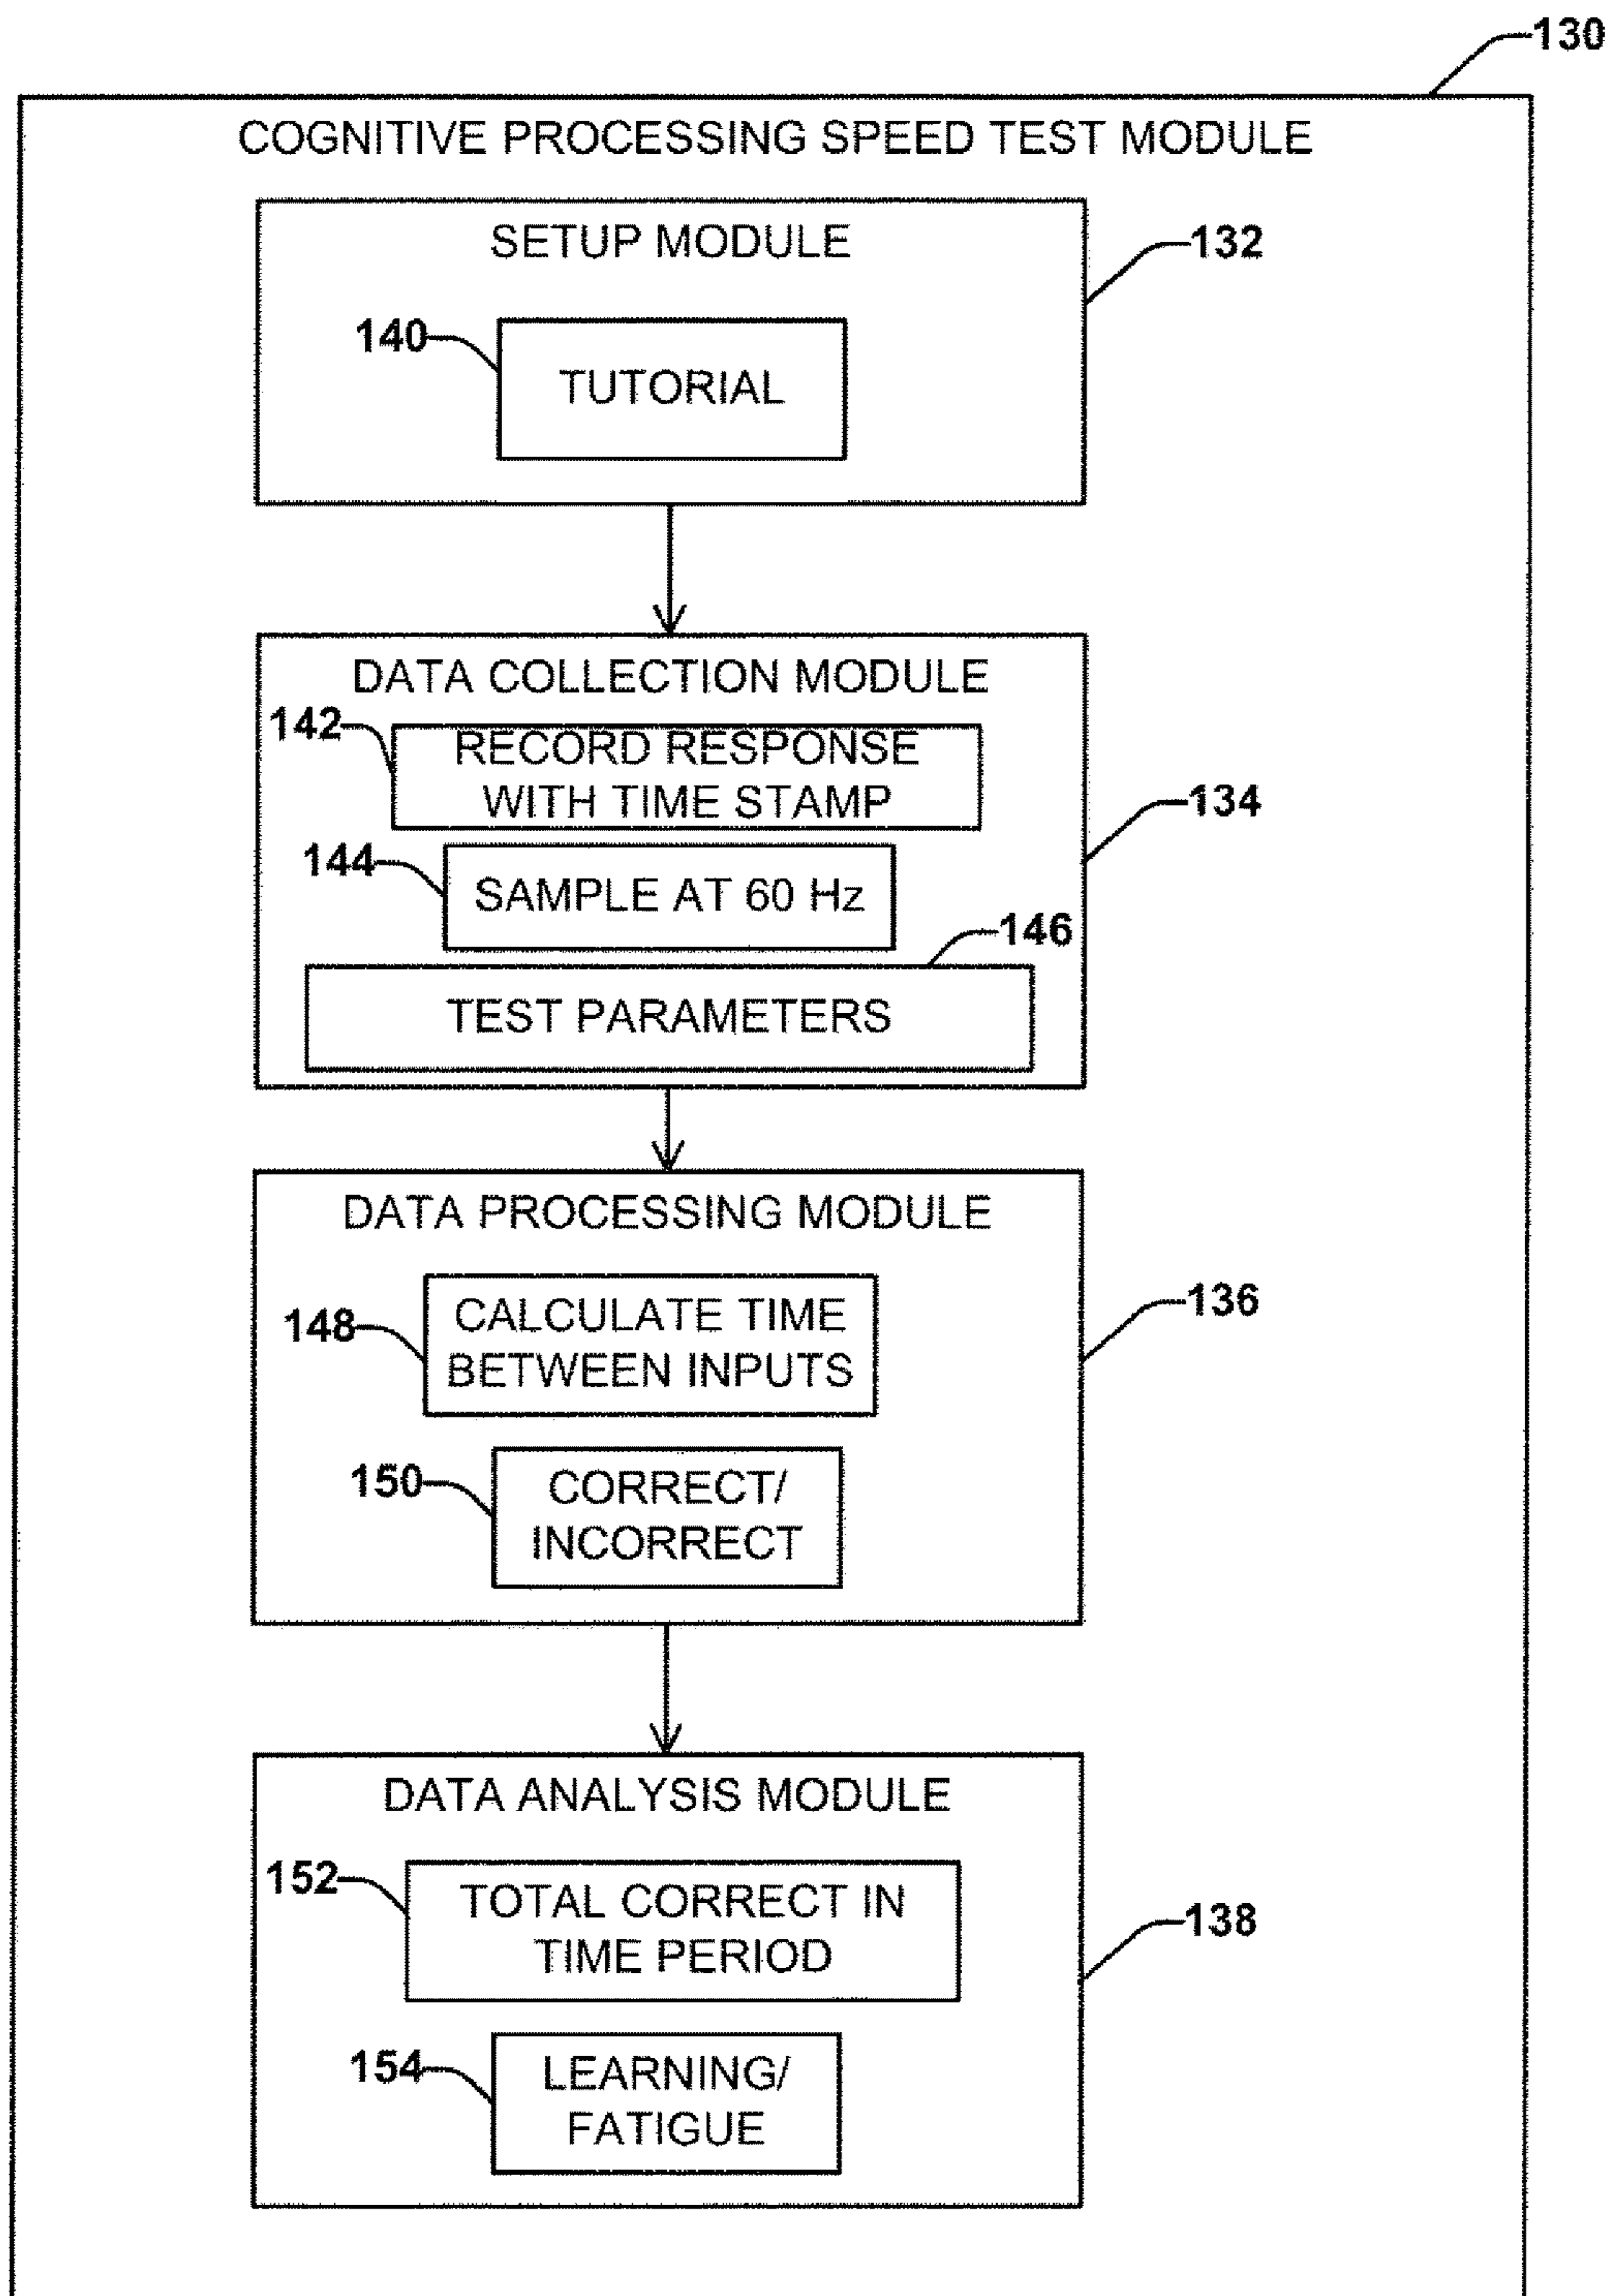 130
COGNITIVE PROCESSING SPEED TEST MODULE
SETUP MODULE
132
140
TUTORIAL
DATA COLLECTION MODULE
142
RECORD RESPONSE
WITH TIME STAMP
134
144
SAMPLE AT 60 Hz
146
TEST PARAMETERS
DATA PROCESSING MODULE
136
148
CALCULATE TIME
BETWEEN INPUTS
150
CORRECT/
INCORRECT
DATA ANALYSIS MODULE
152
TOTAL CORRECT IN
TIME PERIOD
138
154
LEARNING/
FATIGUE